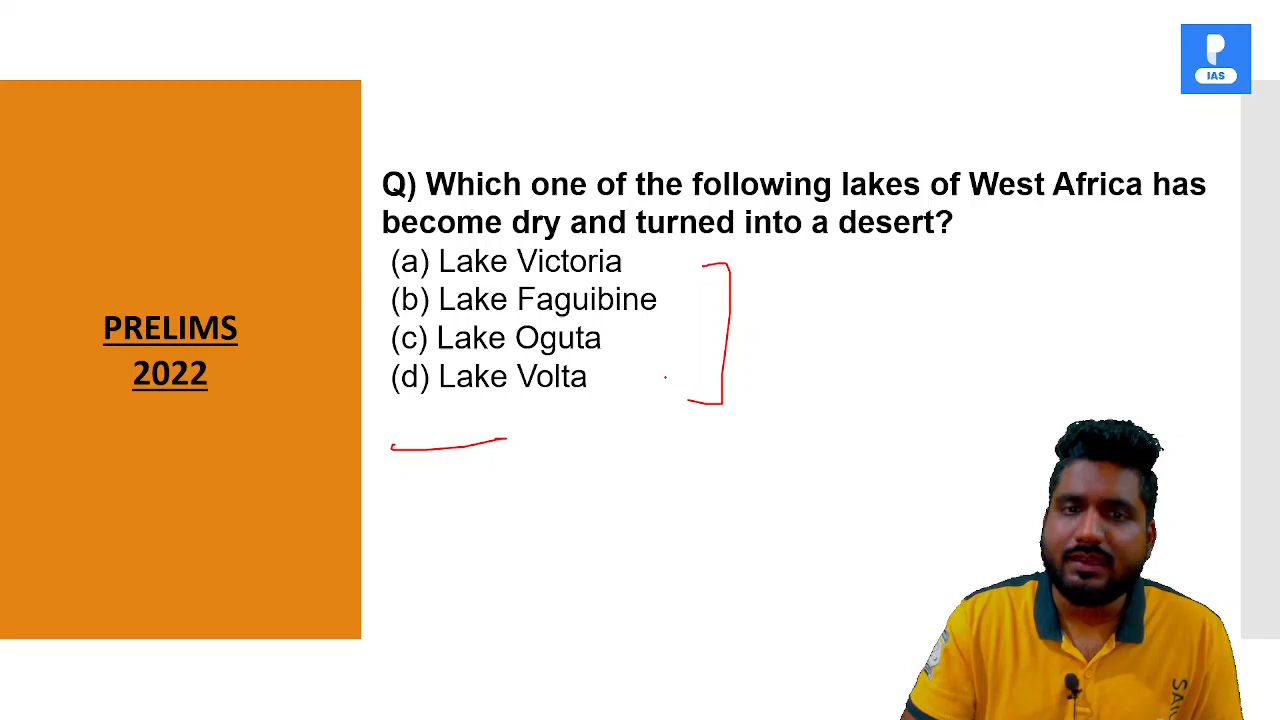 IAS
Q) Which one of the following lakes of West Africa has
become dry and turned into a desert?
(a) Lake Victoria
(b) Lake Faguibine
(c) Lake Oguta
(d) Lake Volta
PRELIMS
2022